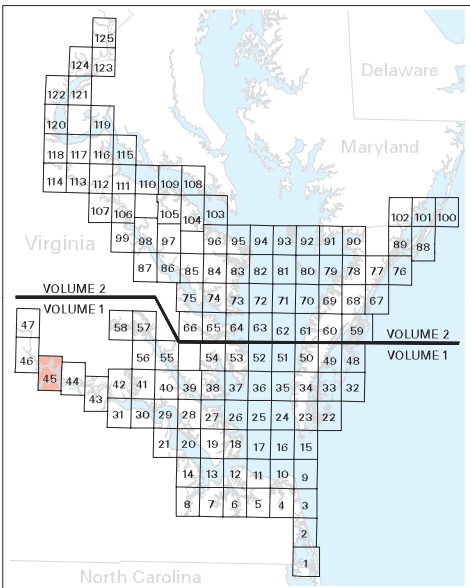 125
124 123
Delaware
122 121
120 119
Maryland
118 117 116 115
114 113 112 111 110 109 108
107 106 105 104 103 102 101 100
99 98 97 96 95 94 93 92 91 90 89 88
Virginia
87 86 85 84 83 82 81 80 79 78 77 76
75 74 73 72 71 70 69 68 67
VOLUME 2
VOLUME 1
47 58 57 66 65 64 63 62 61 60 59
VOLUME 2
VOLUME 1
46 56 55 54 53 52 51 50 49 48
45 44 43 42 41 40 39 38 37 36 35 34 33 32
31 30 29 28 27 26 25 24 23 22
21 20 19 18 17 16 15
14 13 12 11 10 9
8 7 6 5 4 3
2
1
North Carolina